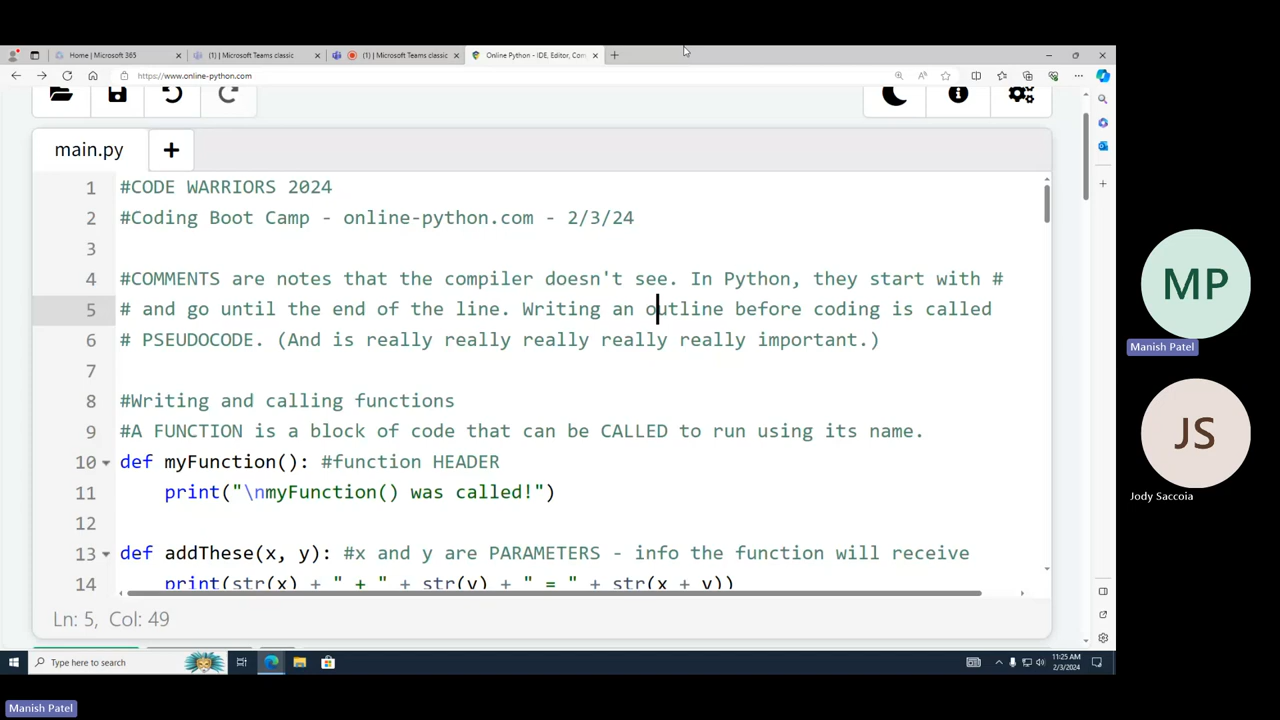 Home | Microsoft 365
(1) | Microsoft Teams classic
(1) | Microsoft Teams classic
Online Python - IDE, Editor, Com
https://www.online-python.com
main.py
1 #CODE WARRIORS 2024
2 #Coding Boot Camp - online-python.com - 2/3/24
3
4 #COMMENTS are notes that the compiler doesn't see. In Python, they start with #
5 # and go until the end of the line. Writing an outline before coding is called
6 # PSEUDOCODE. (And is really really really really really important.)
7
8 #Writing and calling functions
9 #A FUNCTION is a block of code that can be CALLED to run using its name.
10 def myFunction(): #function HEADER
11 print("\nmyFunction() was called!")
12
13 def addThese(x, y): #x and y are PARAMETERS - info the function will receive
14 print(str(x) + " + " + str(y) + " = " + str(x + y))
Ln: 5, Col: 49
Type here to search
11:25 AM
2/3/2024
MP
Manish Patel
JS
Jody Saccoia
Manish Patel